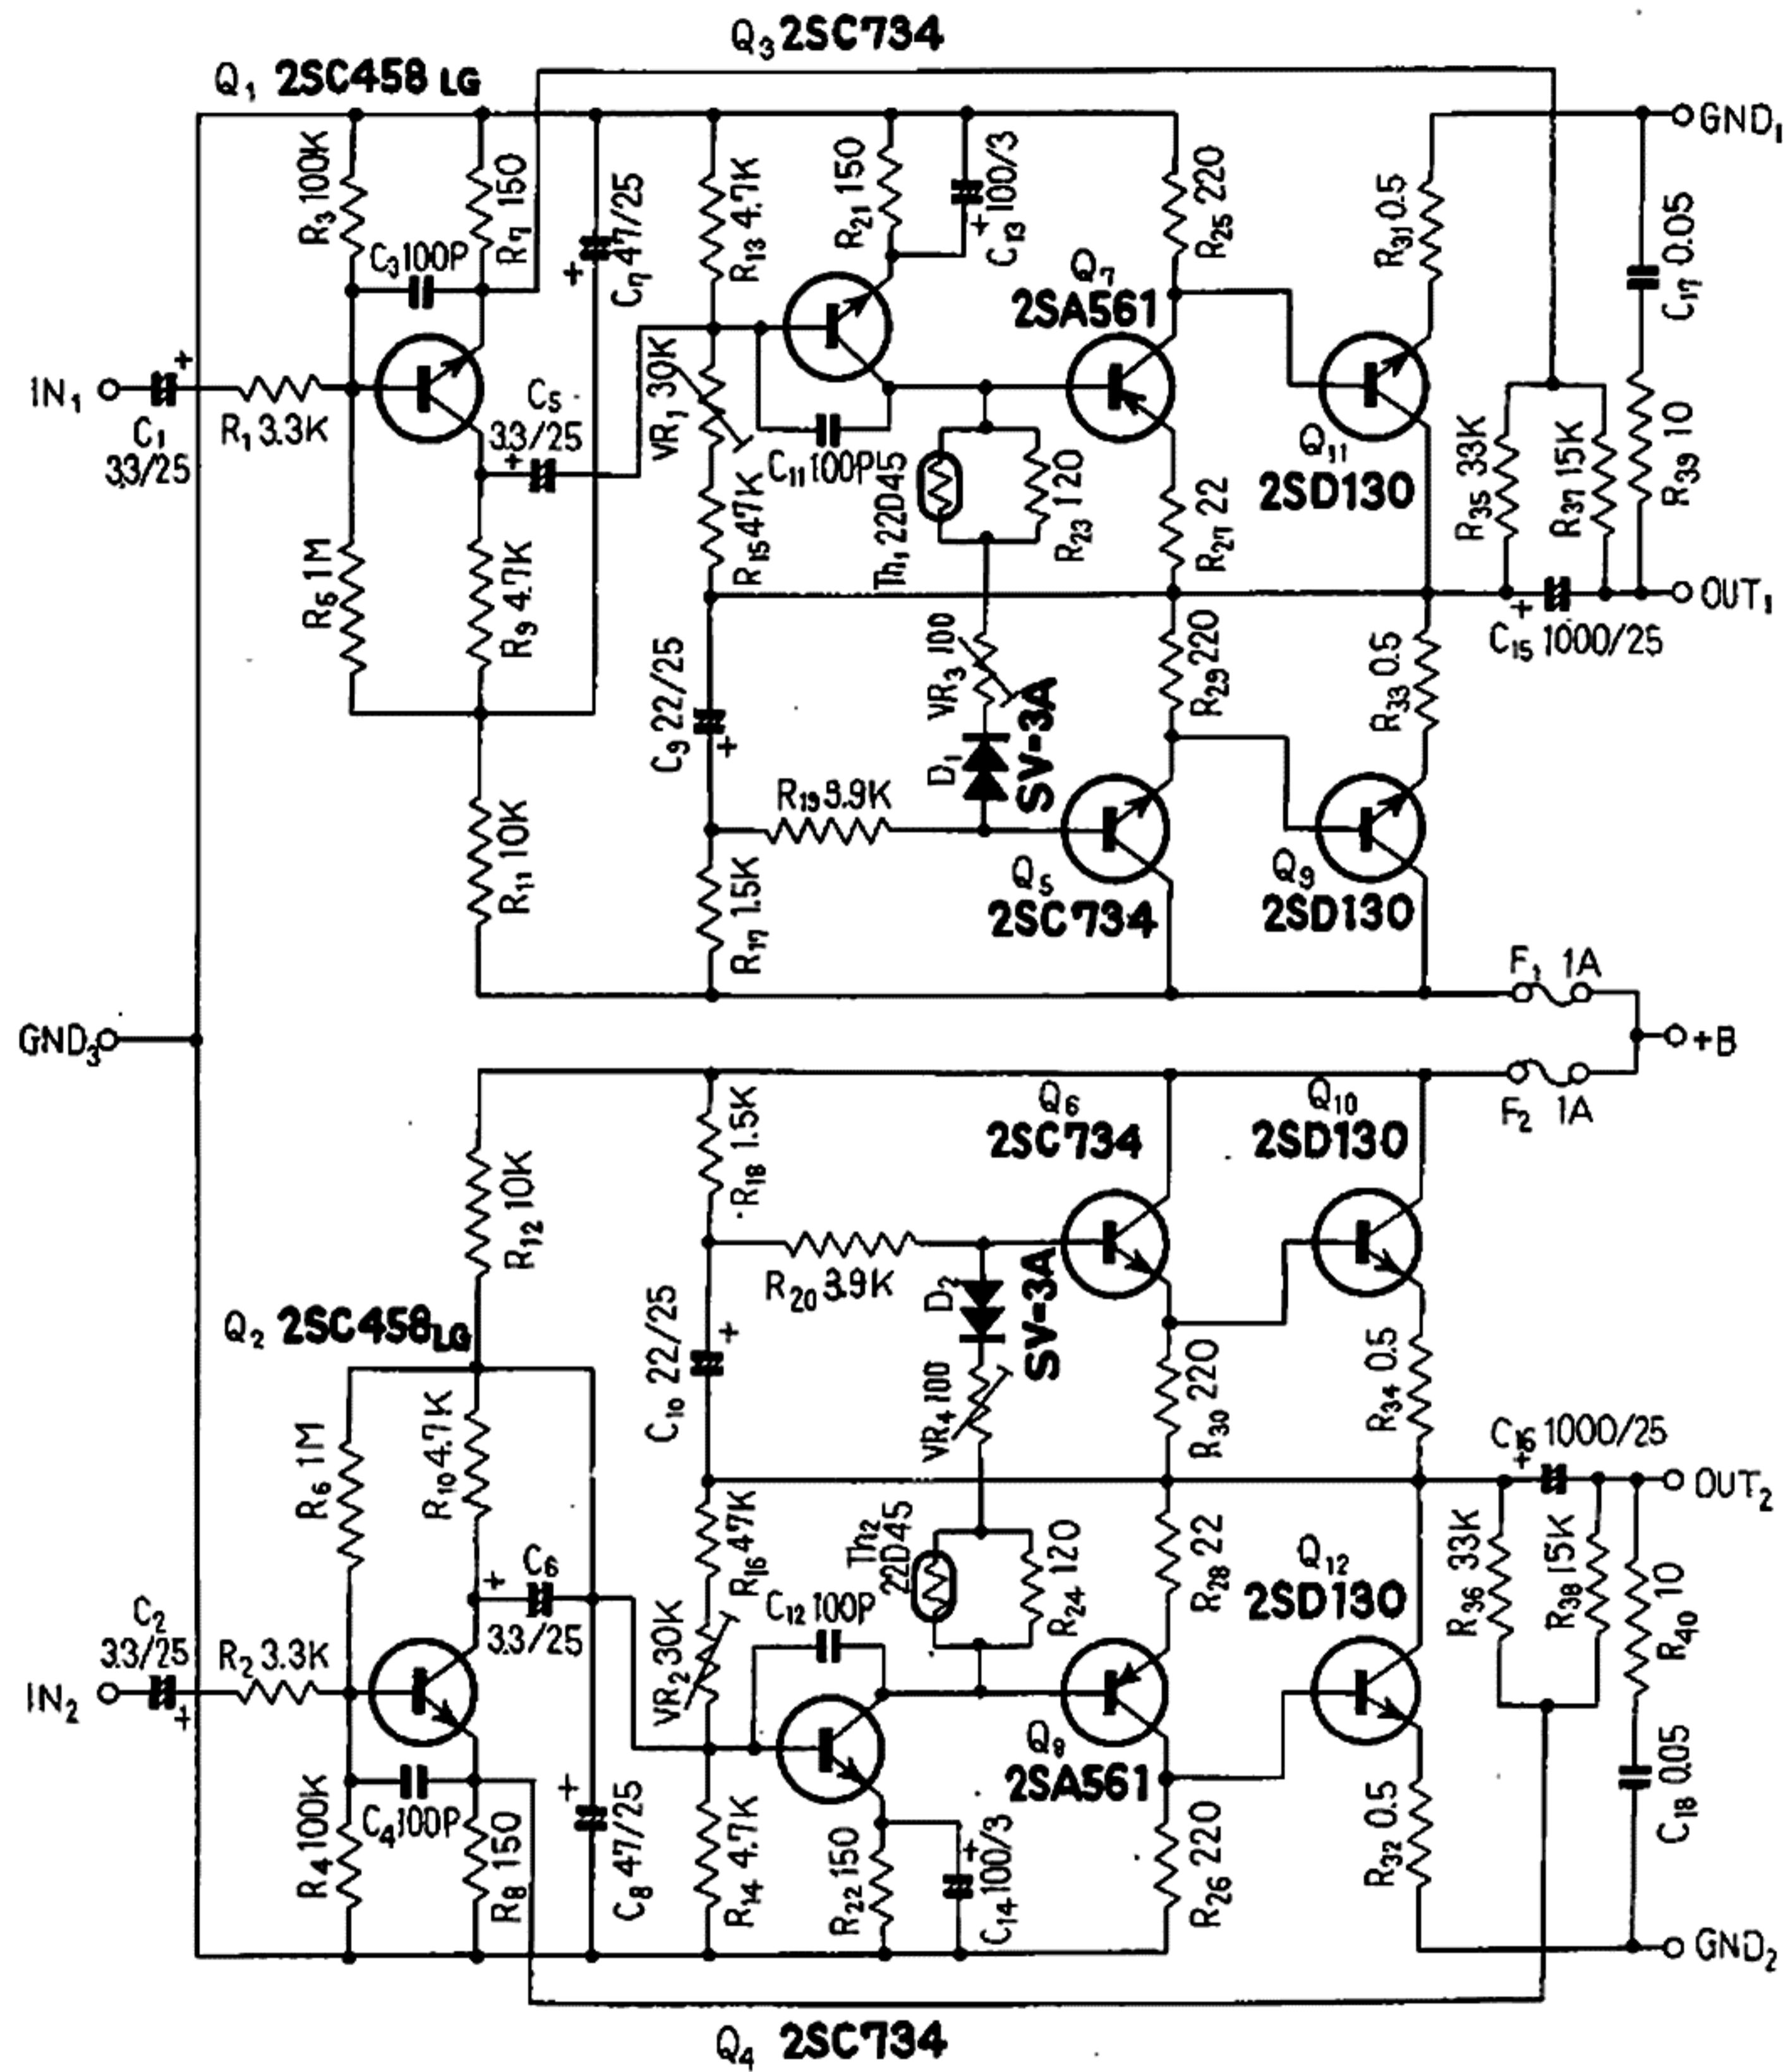 Q3 2SC734
Q1 2SC458 LG
GND1
R3 100K
R7 150
C3 100P
C7 47/25
R13 4.7K
R21 150
C13 100/3
R25 220
R31 0.5
C17 0.05
Q7
2SA561
IN1
C1
33/25
R1 3.3K
C5
33/25
VR1 30K
C11 100P
Th1 22D45
R23 120
R27 22
Q11
2SD130
R35 33K
R37 15K
R39 10
R6 1M
R9 4.7K
R15 47K
OUT1
C15 1000/25
C9 22/25
VR3 100
D1
SV-3A
R29 220
R33 0.5
R19 3.9K
R11 10K
R17 1.5K
Q5
2SC734
Q9
2SD130
F1 1A
GND3
+B
F2 1A
R12 10K
R18 1.5K
Q6
2SC734
Q10
2SD130
R20 3.9K
D2
SV-3A
Q2 2SC458 LG
C10 22/25
VR4 100
R30 220
R34 0.5
C16 1000/25
OUT2
R6 1M
R10 4.7K
R16 47K
Th2
22D45
R24 120
R28 22
Q12
2SD130
R36 33K
R38 15K
R40 10
C6
33/25
C12 100P
VR2 30K
C2
33/25
R2 3.3K
IN2
Q8
2SA561
R4 100K
C4 100P
R8 150
C8 47/25
R14 4.7K
R22 150
C14 100/3
R26 220
R32 0.5
C18 0.05
GND2
Q4 2SC734